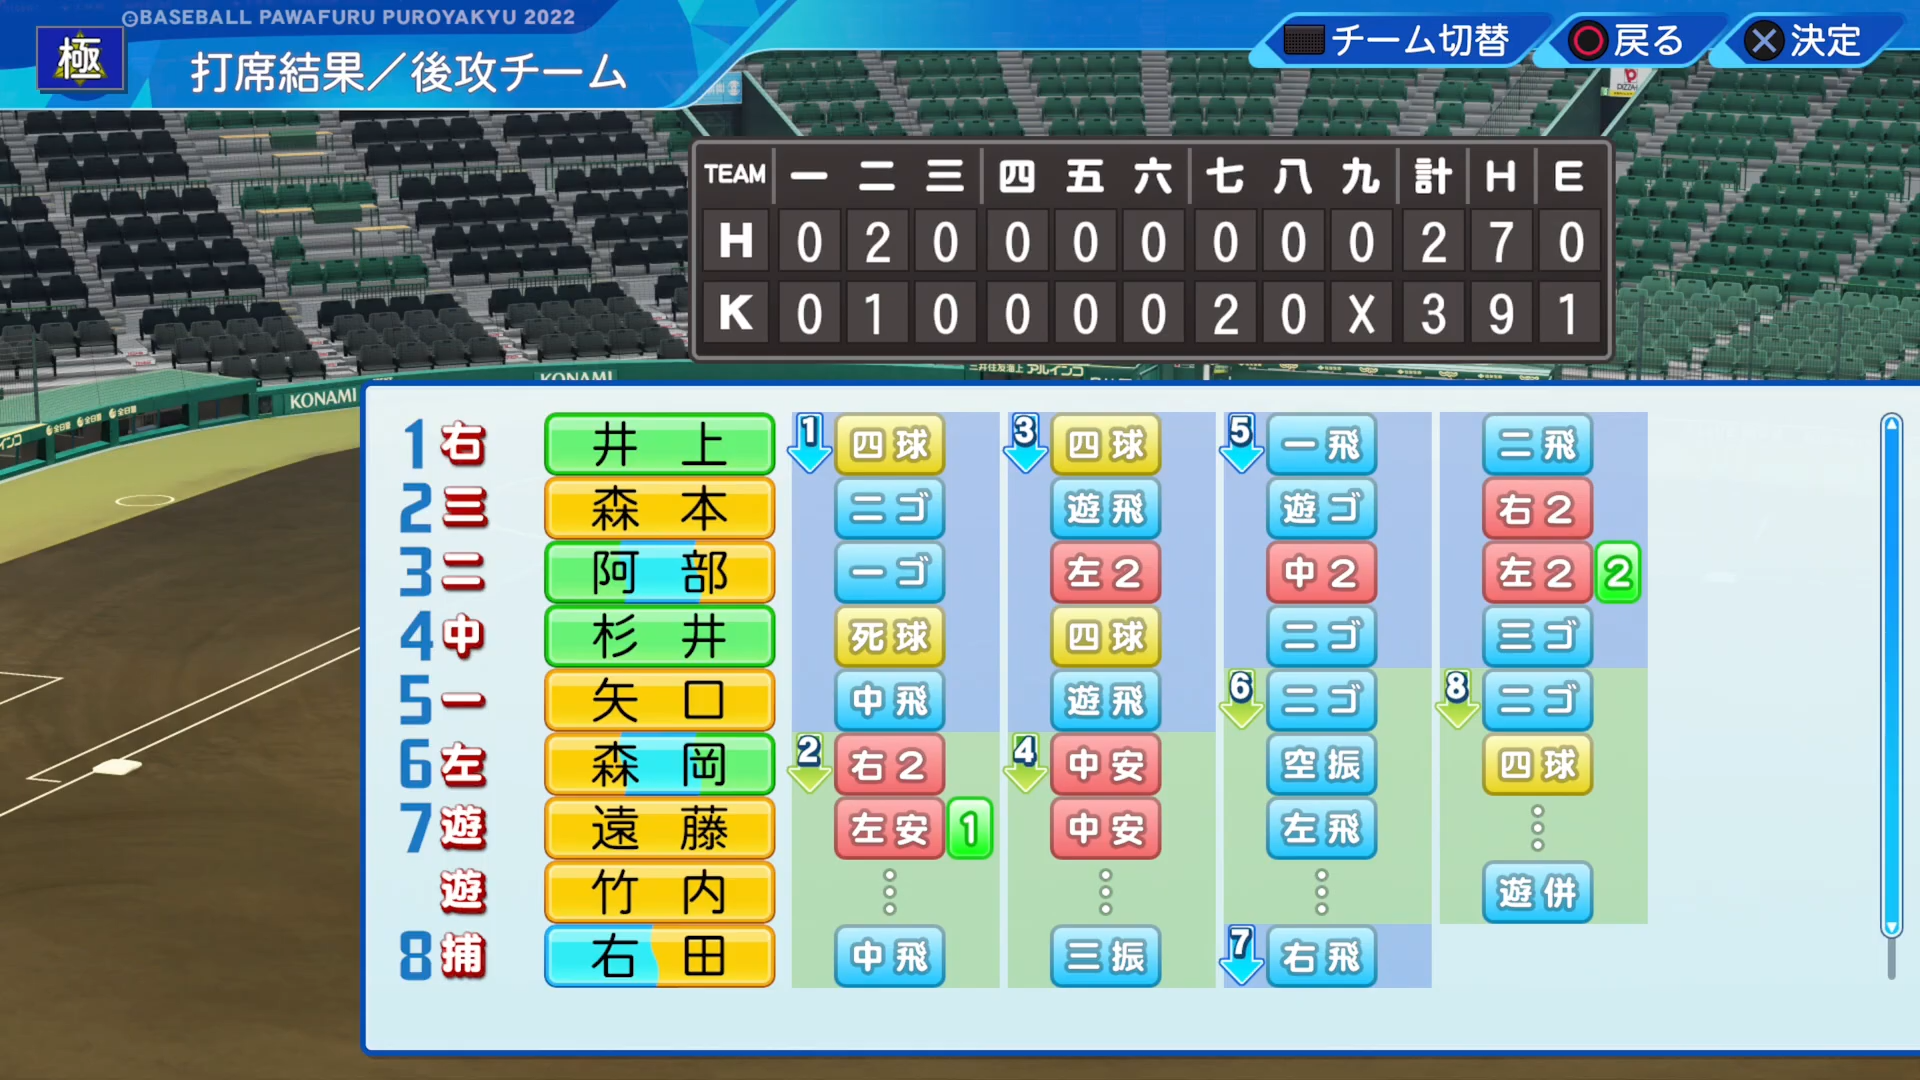 eBASEBALL PAWAFURU PUROYAKYU 2022
極
打席結果／後攻チーム
チーム切替
戻る
決定
TEAM 一 二 三 四 五 六 七 八 九 計 H E
H 0 2 0 0 0 0 0 0 0 2 7 0
K 0 1 0 0 0 0 2 0 X 3 9 1
KONAMI KONAMI アルインコ
1 右 井上 1 四球 3 四球 5 一飛 二飛
2 三 森本 二ゴ 遊飛 遊ゴ 右2
3 二 阿部 一ゴ 左2 中2 左2 2
4 中 杉井 死球 四球 二ゴ 三ゴ
5 一 矢口 中飛 遊飛 6 二ゴ 8 二ゴ
6 左 森岡 2 右2 4 中安 空振 四球
7 遊 遠藤 左安 1 中安 左飛
遊 竹内 遊併
8 捕 右田 中飛 三振 7 右飛